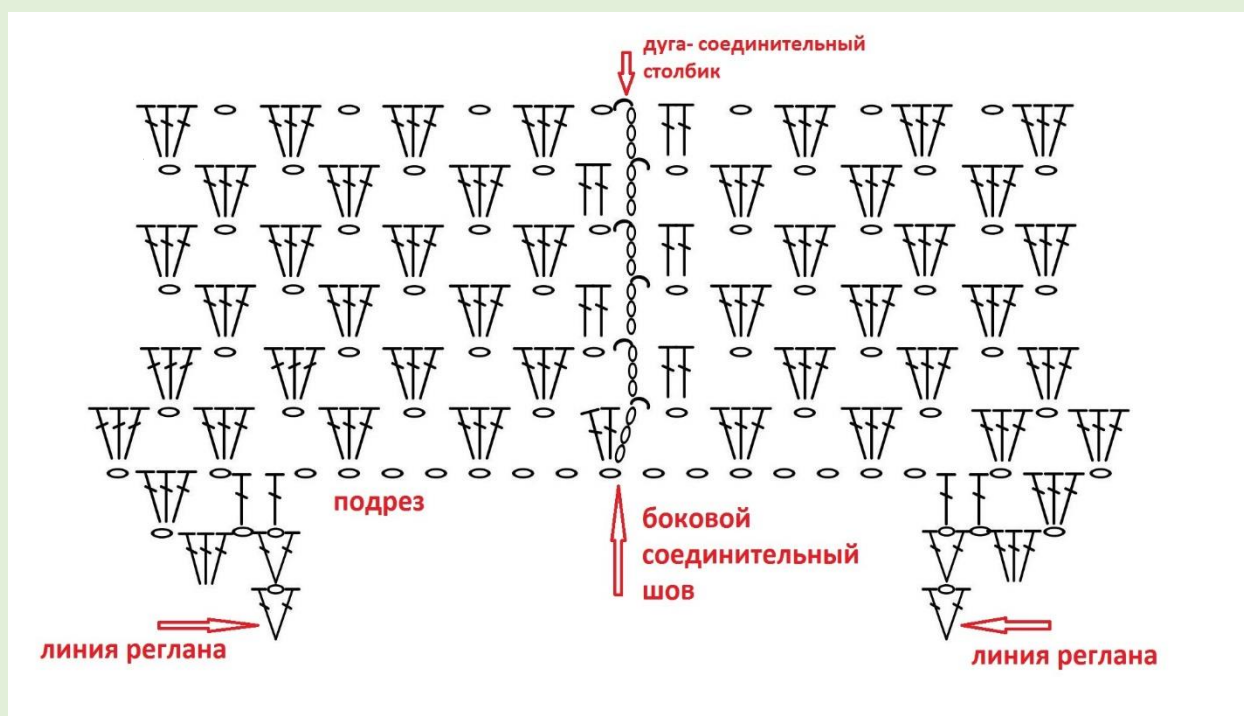 дуга- соединительный
столбик
подрез
боковой
соединительный
шов
линия реглана
линия реглана